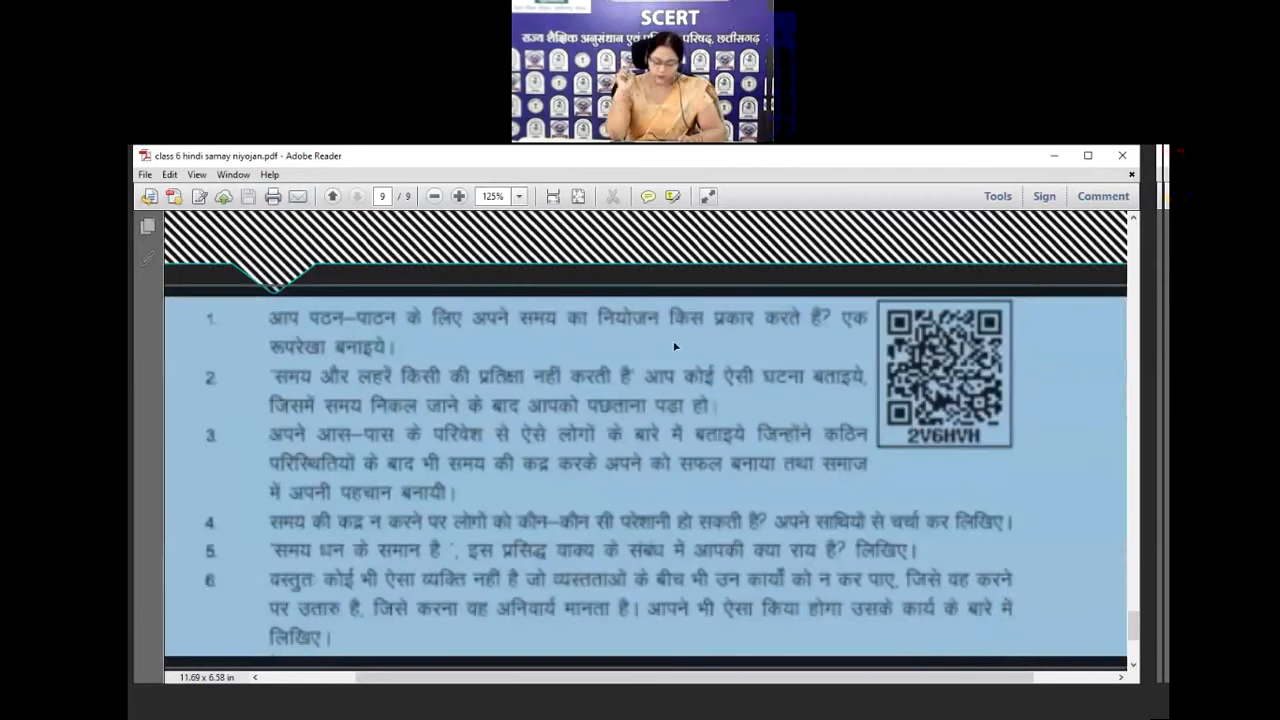 SCERT
राज्य शैक्षिक अनुसंधान एवं परिषद्, छत्तीसगढ़
class 6 hindi samay niyojan.pdf - Adobe Reader
File Edit View Window Help
9 / 9 125% Tools Sign Comment
1. आप पठन–पाठन के लिए अपने समय का नियोजन किस प्रकार करते हैं? एक
रूपरेखा बनाइये।
2. 'समय और लहरें किसी की प्रतिक्षा नहीं करती है' आप कोई ऐसी घटना बताइये,
जिसमें समय निकल जाने के बाद आपको पछताना पड़ा हो।
3. अपने आस–पास के परिवेश से ऐसे लोगों के बारे में बताइये जिन्होंने कठिन
परिस्थितियों के बाद भी समय की कद्र करके अपने को सफल बनाया तथा समाज
में अपनी पहचान बनायी।
2V6HVH
4. समय की कद्र न करने पर लोगों को कौन–कौन सी परेशानी हो सकती है? अपने साथियों से चर्चा कर लिखिए।
5. 'समय धन के समान है ', इस प्रसिद्ध वाक्य के संबंध में आपकी क्या राय है? लिखिए।
6. वस्तुतः कोई भी ऐसा व्यक्ति नहीं है जो व्यस्तताओं के बीच भी उन कार्यों को न कर पाए, जिसे वह करने
पर उतारु है, जिसे करना वह अनिवार्य मानता है। आपने भी ऐसा किया होगा उसके कार्य के बारे में
लिखिए।
11.69 x 6.58 in